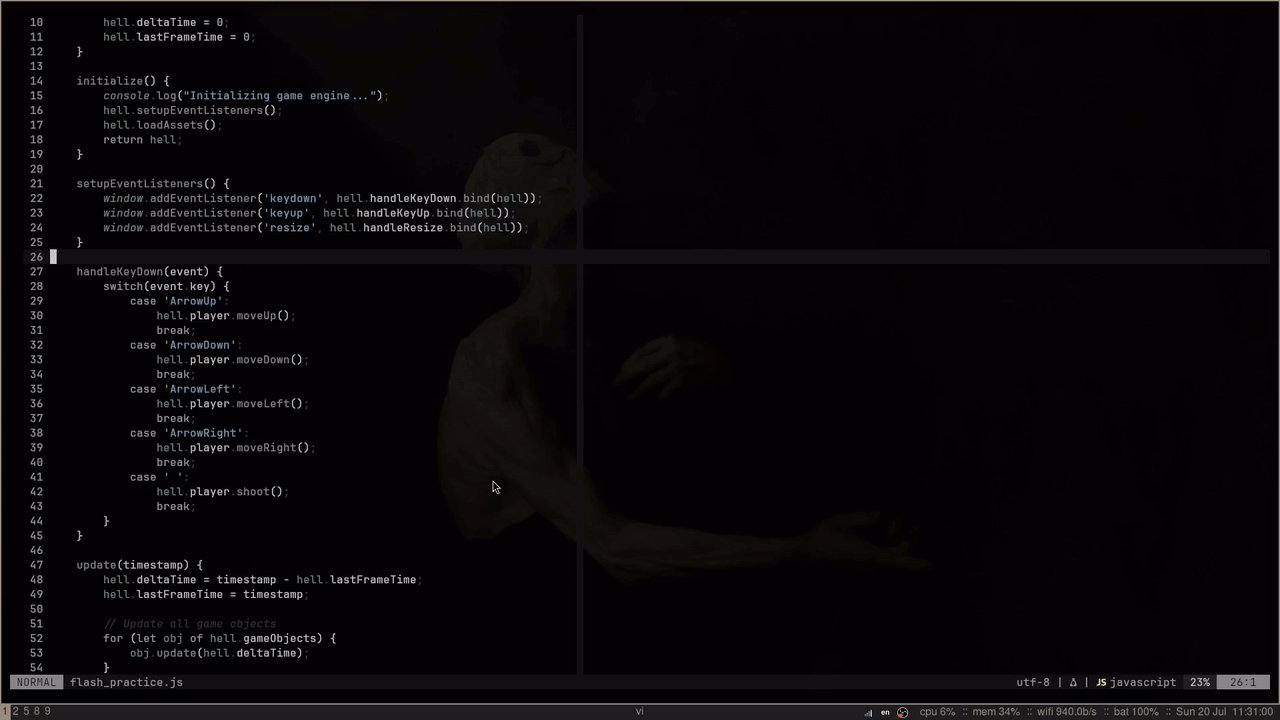 10 hell.deltaTime = 0;
11 hell.lastFrameTime = 0;
12 }
13
14 initialize() {
15 console.log("Initializing game engine...");
16 hell.setupEventListeners();
17 hell.loadAssets();
18 return hell;
19 }
20
21 setupEventListeners() {
22 window.addEventListener('keydown', hell.handleKeyDown.bind(hell));
23 window.addEventListener('keyup', hell.handleKeyUp.bind(hell));
24 window.addEventListener('resize', hell.handleResize.bind(hell));
25 }
26
27 handleKeyDown(event) {
28 switch(event.key) {
29 case 'ArrowUp':
30 hell.player.moveUp();
31 break;
32 case 'ArrowDown':
33 hell.player.moveDown();
34 break;
35 case 'ArrowLeft':
36 hell.player.moveLeft();
37 break;
38 case 'ArrowRight':
39 hell.player.moveRight();
40 break;
41 case ' ':
42 hell.player.shoot();
43 break;
44 }
45 }
46
47 update(timestamp) {
48 hell.deltaTime = timestamp - hell.lastFrameTime;
49 hell.lastFrameTime = timestamp;
50
51 // Update all game objects
52 for (let obj of hell.gameObjects) {
53 obj.update(hell.deltaTime);
54 }
NORMAL flash_practice.js utf-8 | | JS javascript 23% 26:1
1 2 5 8 9 vi en cpu 6% :: mem 34% :: wifi 940.0b/s :: bat 100% :: Sun 20 Jul 11:31:00